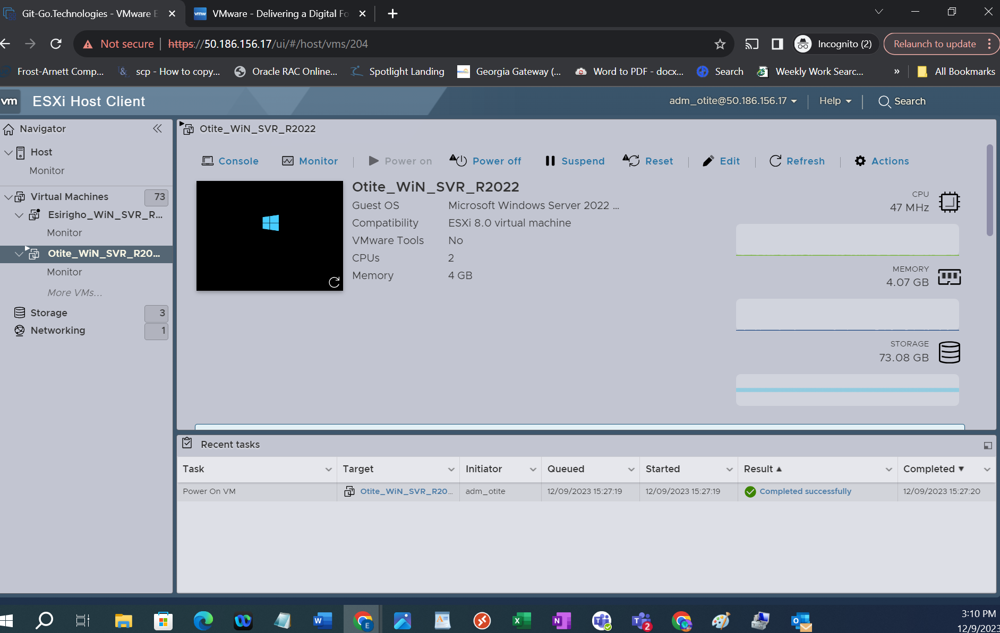 Git-Go.Technologies - VMware E
VMware - Delivering a Digital Fo
Not secure
https://50.186.156.17/ui/#/host/vms/204
Incognito (2)
Relaunch to update
Frost-Arnett Comp...
scp - How to copy...
Oracle RAC Online...
Spotlight Landing
Georgia Gateway (...
Word to PDF - docx...
Search
Weekly Work Searc...
»
All Bookmarks
vm
ESXi Host Client
adm_otite@50.186.156.17
Help
Search
Navigator
Host
Monitor
Virtual Machines
73
Esirigho_WiN_SVR_R...
Monitor
Otite_WiN_SVR_R20...
Monitor
More VMs...
Storage
3
Networking
1
Otite_WiN_SVR_R2022
Console
Monitor
Power on
Power off
Suspend
Reset
Edit
Refresh
Actions
Otite_WiN_SVR_R2022
Guest OS Microsoft Windows Server 2022 ...
Compatibility ESXi 8.0 virtual machine
VMware Tools No
CPUs 2
Memory 4 GB
CPU
47 MHz
MEMORY
4.07 GB
STORAGE
73.08 GB
Recent tasks
Task Target Initiator Queued Started Result Completed
Power On VM Otite_WiN_SVR_R20... adm_otite 12/09/2023 15:27:19 12/09/2023 15:27:19 Completed successfully 12/09/2023 15:27:20
3:10 PM
12/9/2023